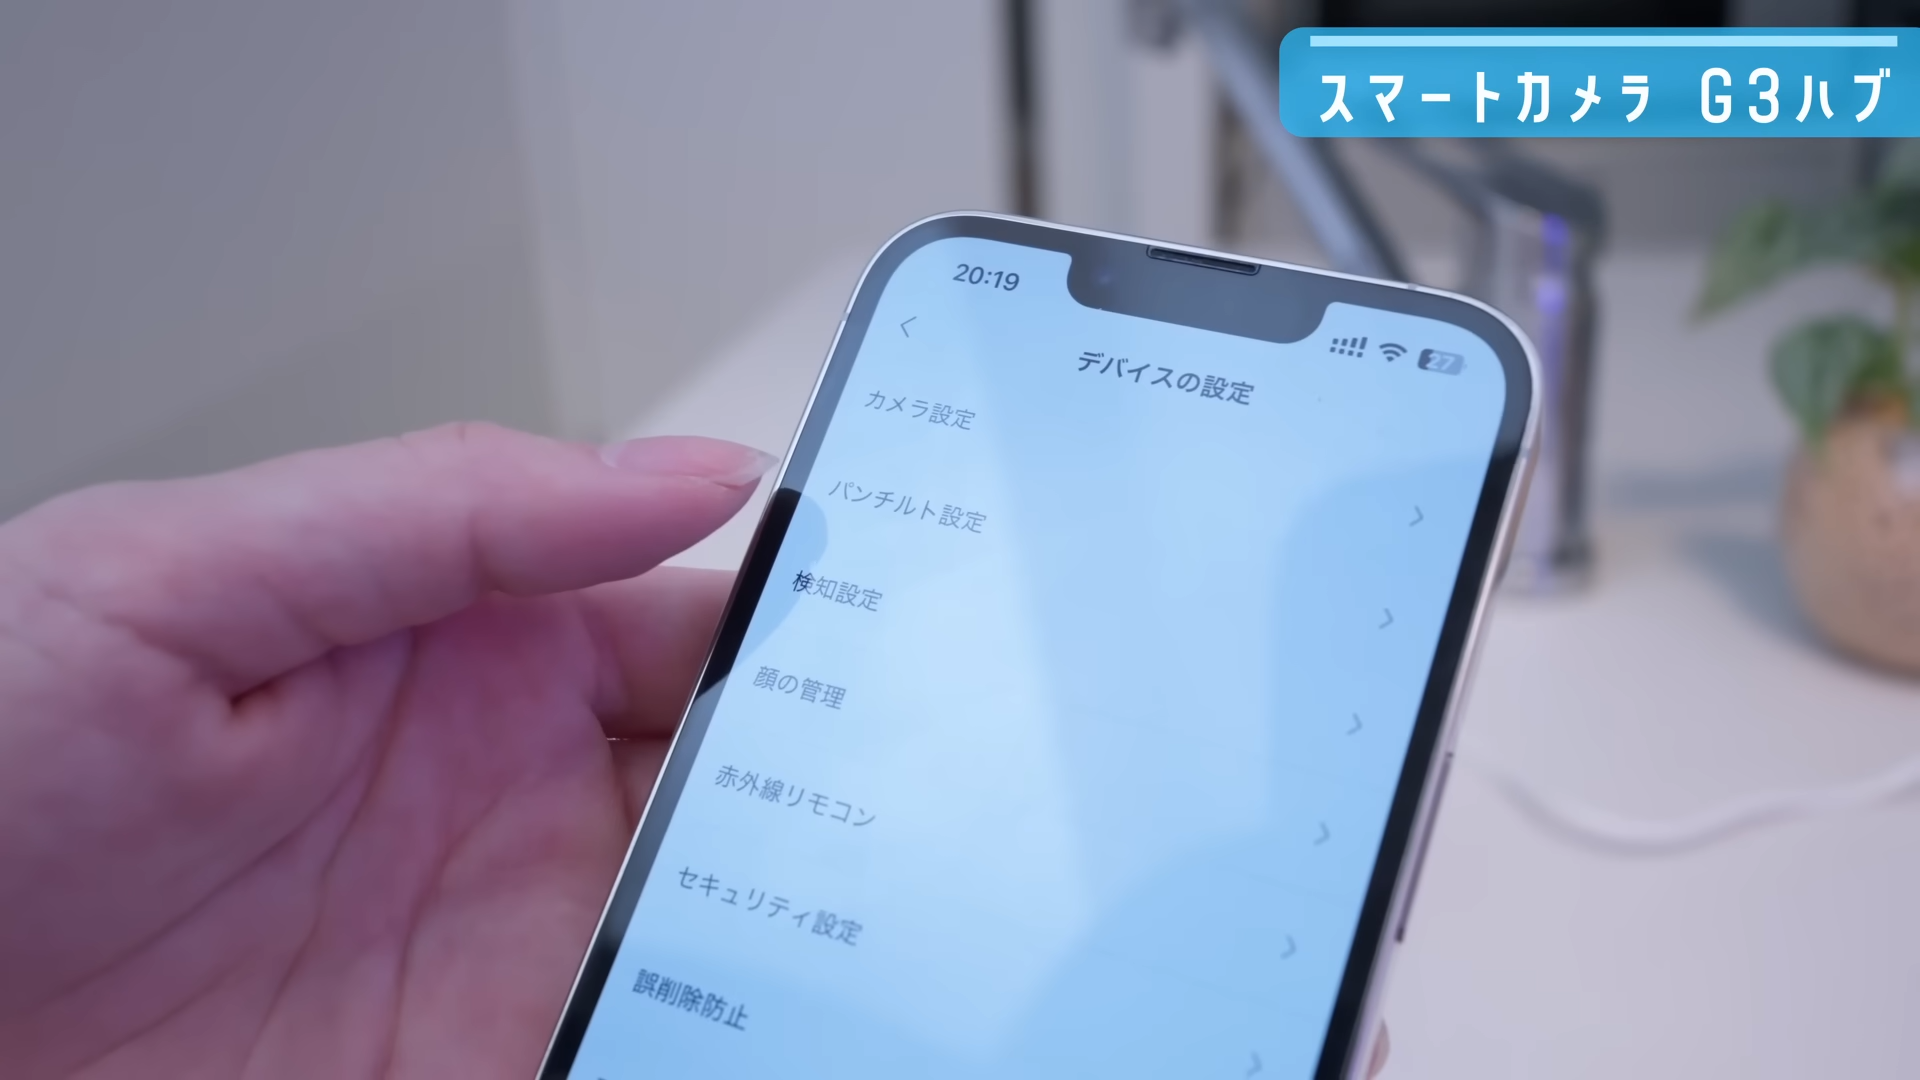 スマートカメラ G3ハブ
20:19
27
デバイスの設定
カメラ設定
パンチルト設定
検知設定
顔の管理
赤外線リモコン
セキュリティ設定
誤削除防止